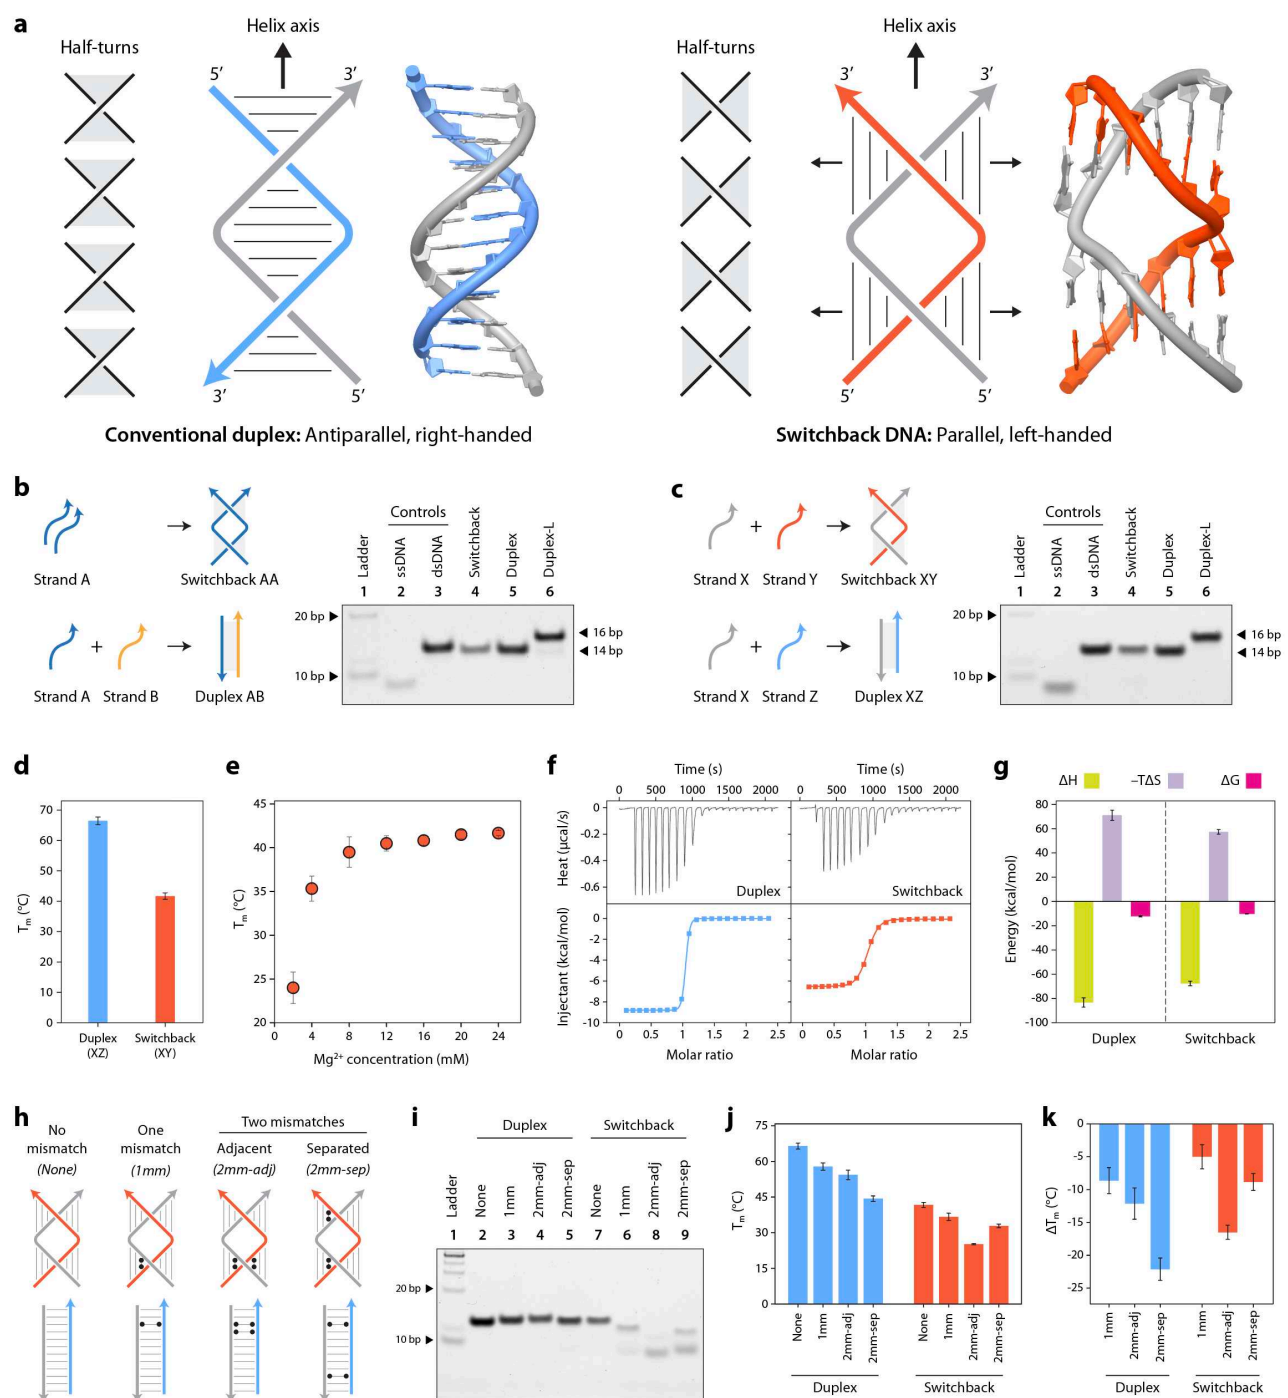 a
Half-turns
Helix axis
5′
3′
3′
5′
Conventional duplex: Antiparallel, right-handed
Half-turns
Helix axis
3′
3′
5′
5′
Switchback DNA: Parallel, left-handed
b
Strand A
Switchback AA
+
Strand A
Strand B
Duplex AB
Controls
Ladder
ssDNA
dsDNA
Switchback
Duplex
Duplex-L
1 2 3 4 5 6
20 bp
10 bp
16 bp
14 bp
c
+
Strand X
Strand Y
Switchback XY
+
Strand X
Strand Z
Duplex XZ
Controls
Ladder
ssDNA
dsDNA
Switchback
Duplex
Duplex-L
1 2 3 4 5 6
20 bp
10 bp
16 bp
14 bp
d
Tm (°C)
70
60
50
40
30
20
10
0
Duplex
(XZ)
Switchback
(XY)
e
Tm (°C)
45
40
35
30
25
20
4 8 12 16 20 24
Mg2+ concentration (mM)
f
Time (s)
Time (s)
0 500 1000 1500 2000
0 500 1000 1500 2000
Heat (μcal/s)
0
-0.2
-0.4
-0.6
Duplex
Switchback
Injectant (kcal/mol)
0
-2
-4
-6
-8
-10
0 0.5 1 1.5 2 2.5
0 0.5 1 1.5 2 2.5
Molar ratio
Molar ratio
g
ΔH
–TΔS
ΔG
Energy (kcal/mol)
80
60
40
20
0
-20
-40
-60
-80
-100
Duplex
Switchback
h
No
mismatch
(None)
One
mismatch
(1mm)
Two mismatches
Adjacent
(2mm-adj)
Separated
(2mm-sep)
i
Duplex
Switchback
Ladder
None
1mm
2mm-adj
2mm-sep
None
1mm
2mm-adj
2mm-sep
1 2 3 4 5 7 6 8 9
20 bp
10 bp
j
Tm (°C)
75
60
45
30
15
0
None
1mm
2mm-adj
2mm-sep
None
1mm
2mm-adj
2mm-sep
Duplex
Switchback
k
ΔTm (°C)
0
-5
-10
-15
-20
-25
1mm
2mm-adj
2mm-sep
1mm
2mm-adj
2mm-sep
Duplex
Switchback